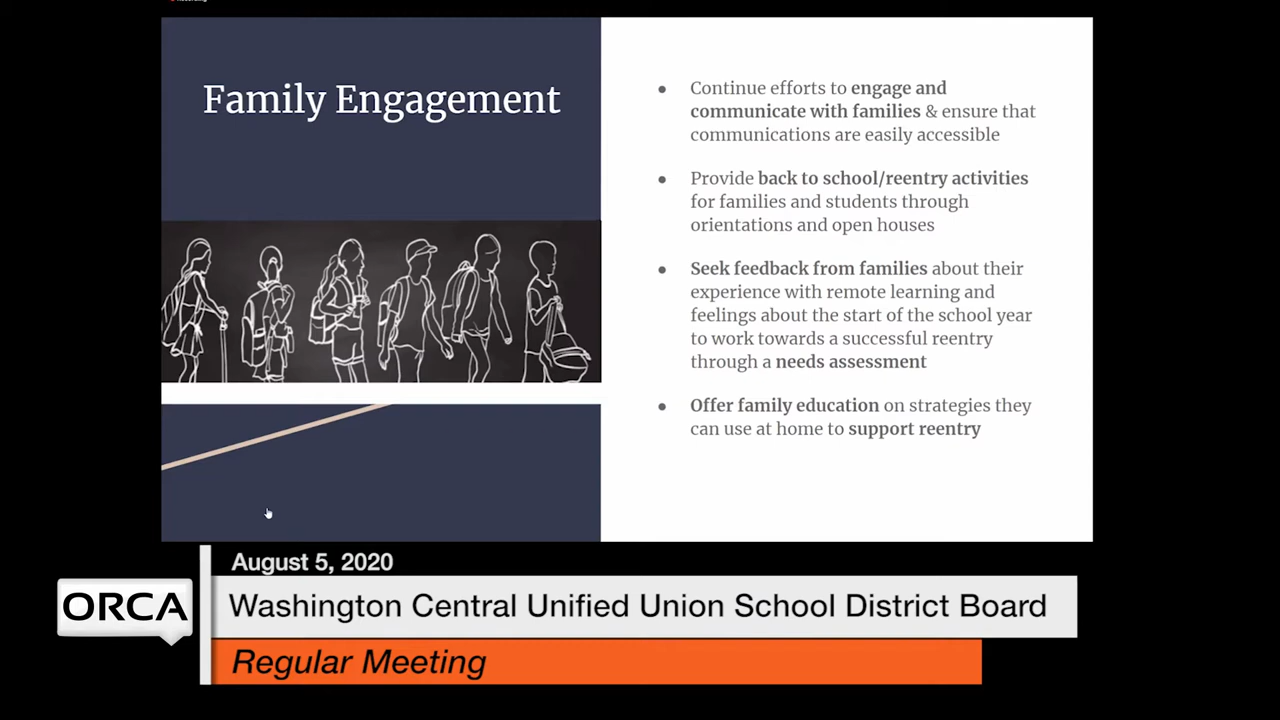 Family Engagement
● Continue efforts to engage and
communicate with families & ensure that
communications are easily accessible
● Provide back to school/reentry activities
for families and students through
orientations and open houses
● Seek feedback from families about their
experience with remote learning and
feelings about the start of the school year
to work towards a successful reentry
through a needs assessment
● Offer family education on strategies they
can use at home to support reentry
August 5, 2020
ORCA
Washington Central Unified Union School District Board
Regular Meeting